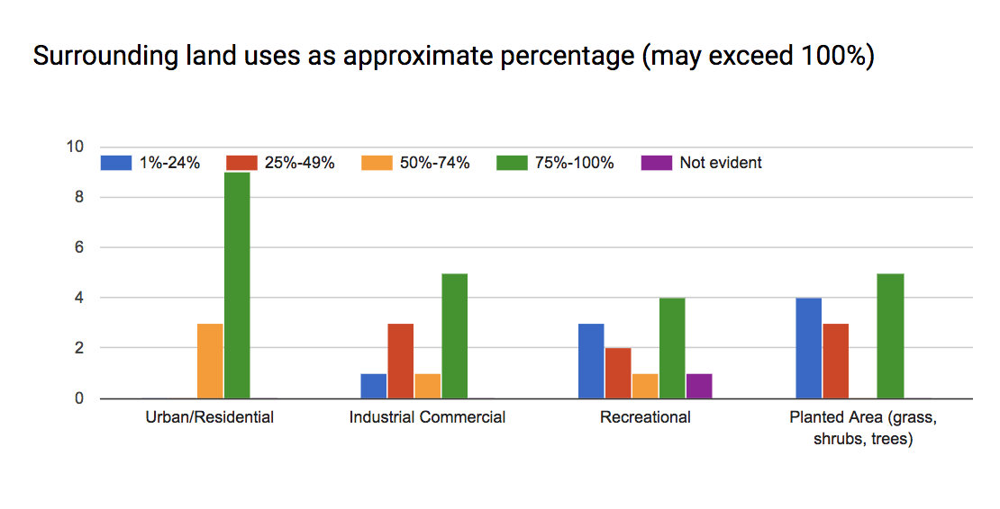 Surrounding land uses as approximate percentage (may exceed 100%)
10
1%-24% 25%-49% 50%-74% 75%-100% Not evident
8
6
4
2
0
Urban/Residential Industrial Commercial Recreational Planted Area (grass,
shrubs, trees)